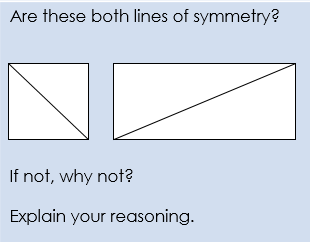 Are these both lines of symmetry?
If not, why not?
Explain your reasoning.